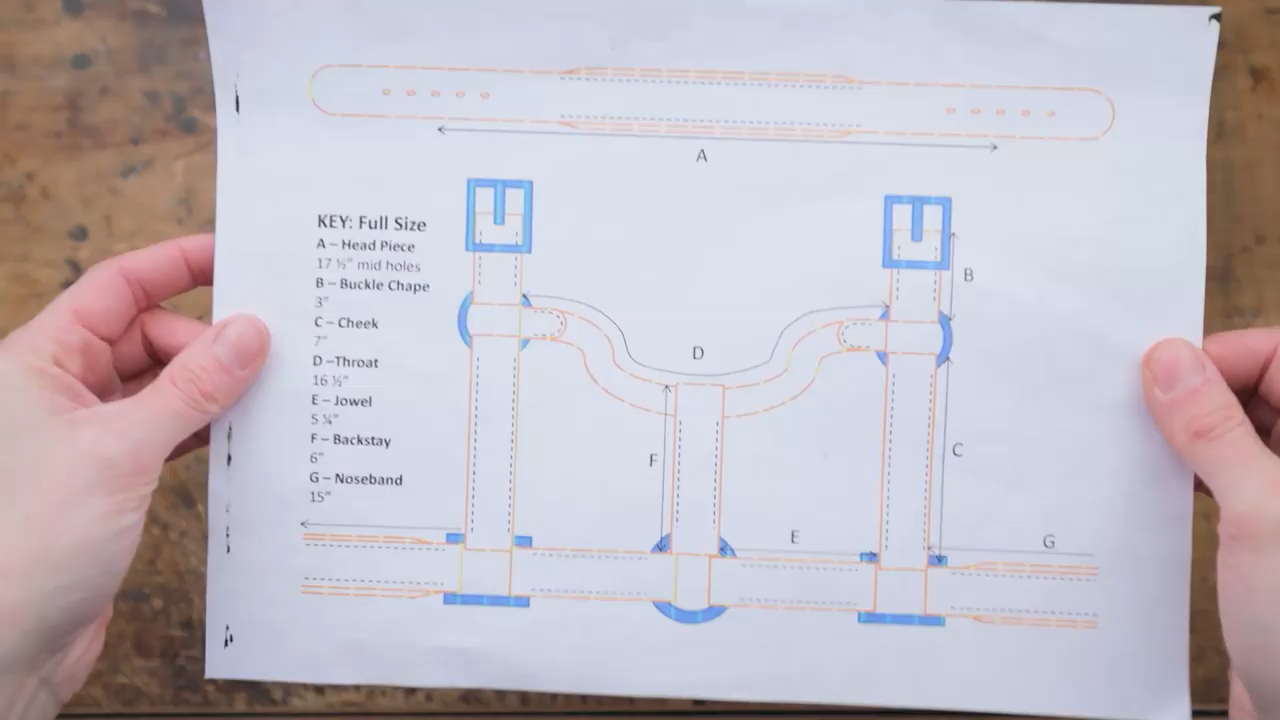 A
KEY: Full Size
A – Head Piece
17 ½” mid holes
B – Buckle Chape
3”
C – Cheek
7”
D –Throat
16 ½”
E – Jowel
5 ¼”
F – Backstay
6”
G – Noseband
15”
B
D
F
C
E
G